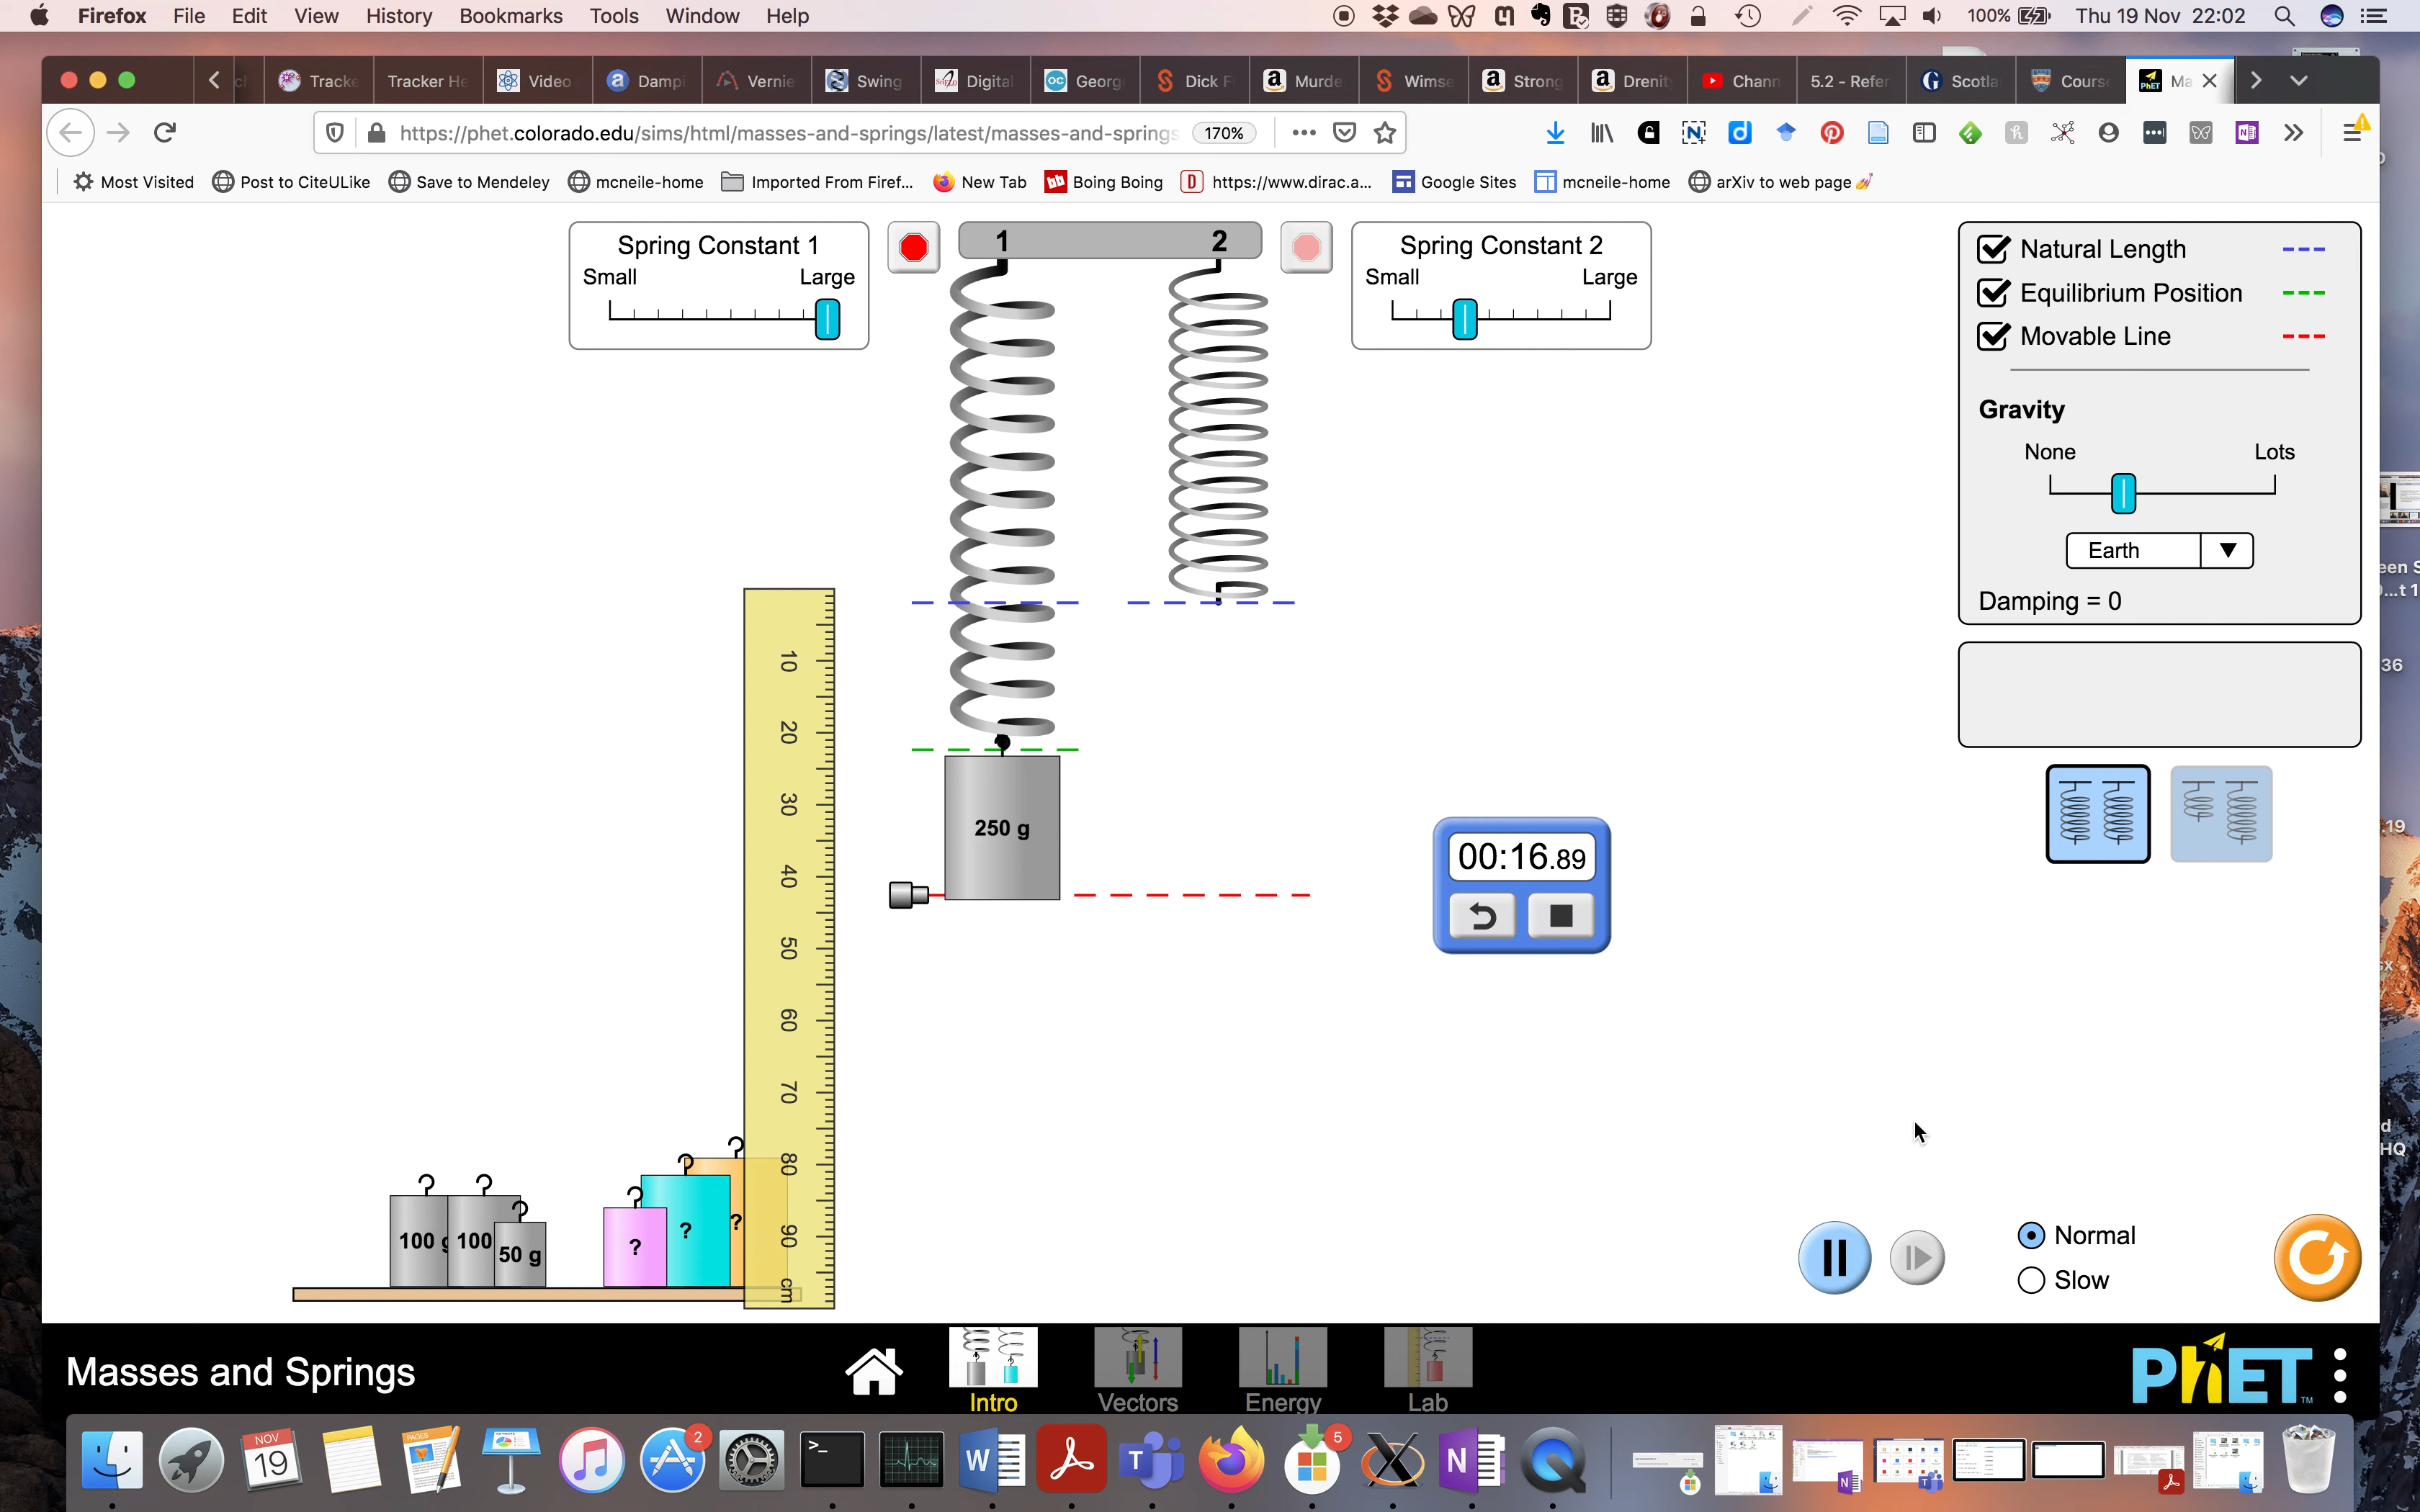 Firefox File Edit View History Bookmarks Tools Window Help 100% Thu 19 Nov 22:02
Tracke Tracker He Video Dampi Vernie Swing Digital Georg Dick F Murde Wimse Strong Drenit Chann 5.2 - Refer Scotla Cours Ma
https://phet.colorado.edu/sims/html/masses-and-springs/latest/masses-and-springs 170%
Most Visited Post to CiteULike Save to Mendeley mcneile-home Imported From Firef... New Tab Boing Boing https://www.dirac.a... Google Sites mcneile-home arXiv to web page
Spring Constant 1
Small Large
1 2
Spring Constant 2
Small Large
Natural Length
Equilibrium Position
Movable Line
Gravity
None Lots
Earth
Damping = 0
10
20
30
40
50
60
70
80
90
cm
250 g
00:16.89
100 g
100
50 g
?
?
?
Normal
Slow
Masses and Springs
Intro
Vectors
Energy
Lab
PhET
NOV
19
PAGES
2
5